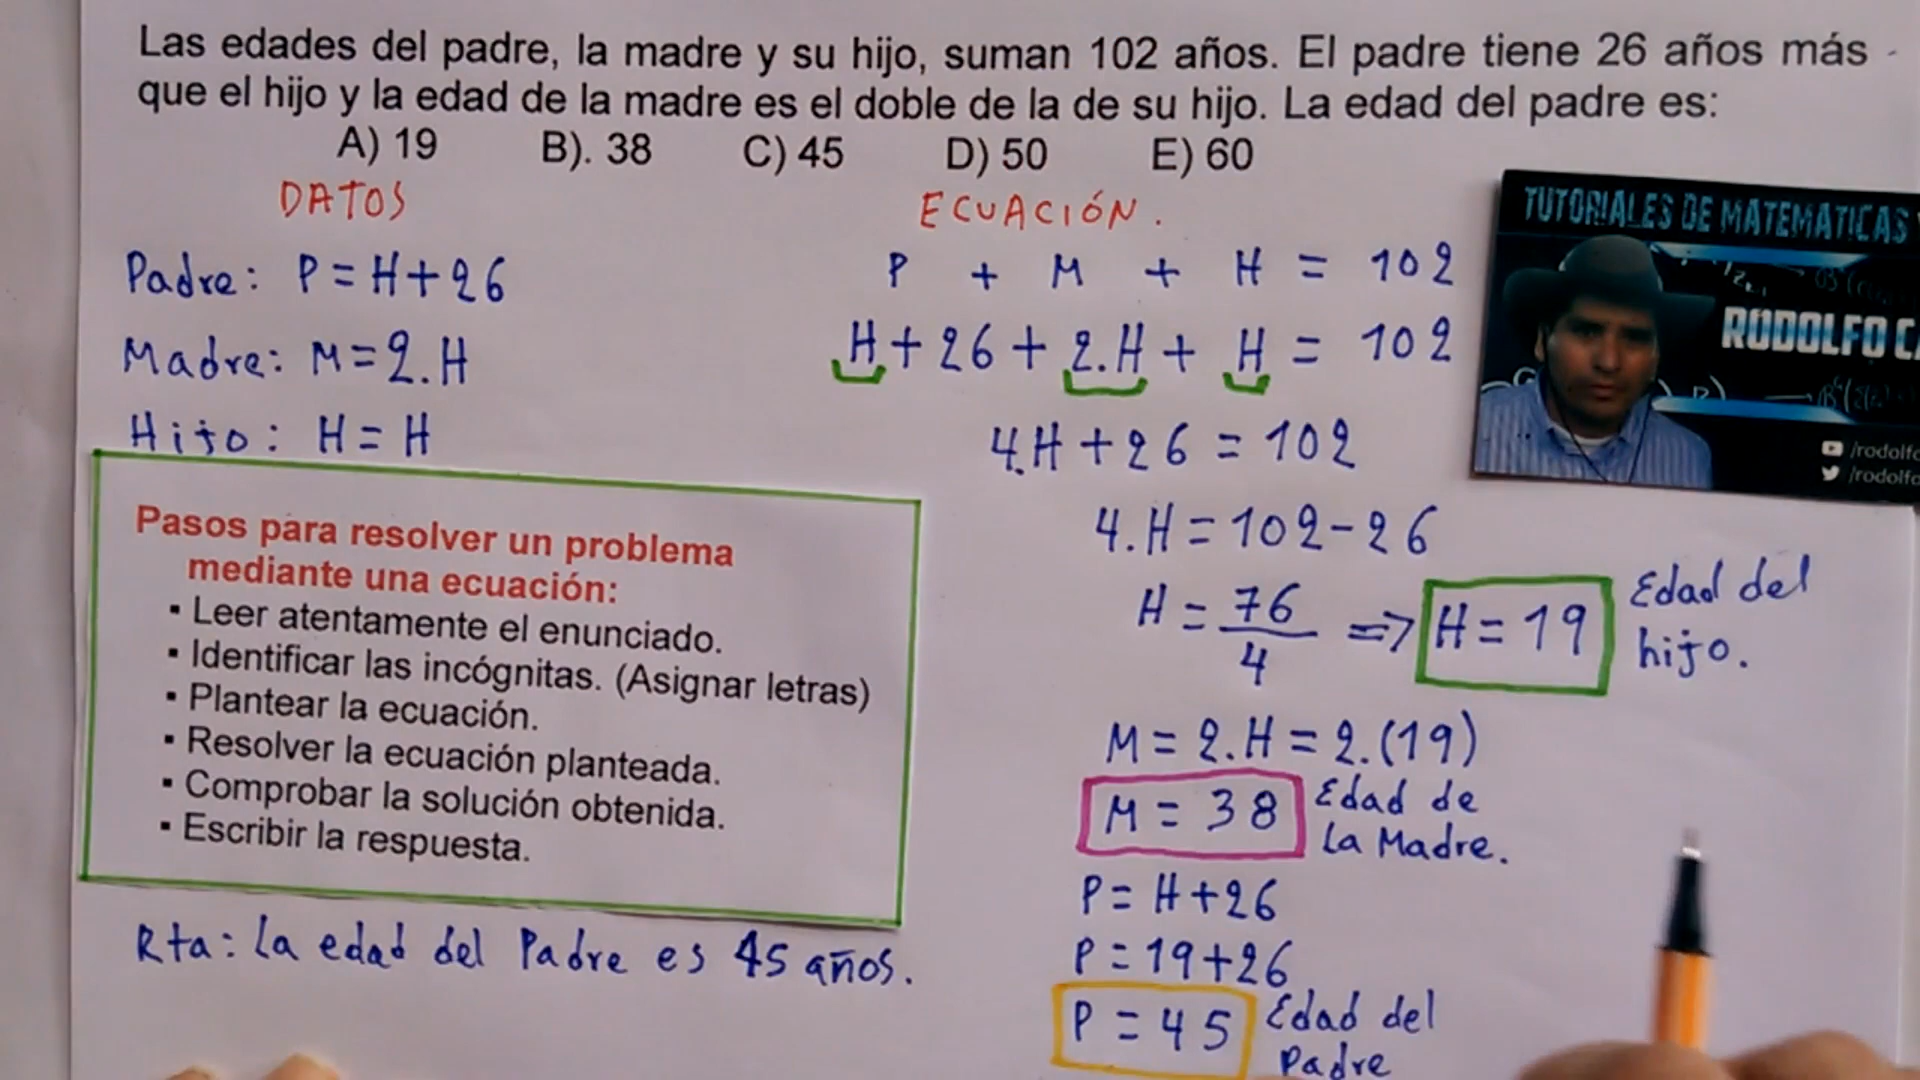 Las edades del padre, la madre y su hijo, suman 102 años. El padre tiene 26 años más
que el hijo y la edad de la madre es el doble de la de su hijo. La edad del padre es:
A) 19 B). 38 C) 45 D) 50 E) 60
DATOS
Padre: P = H + 26
Madre: M = 2.H
Hijo: H = H
ECUACIÓN.
P + M + H = 102
H + 26 + 2.H + H = 102
4.H + 26 = 102
4.H = 102 - 26
H = 76/4 => H = 19 Edad del
hijo.
M = 2.H = 2.(19)
M = 38 Edad de
la Madre.
P = H + 26
P = 19 + 26
P = 45 Edad del
Padre
Pasos para resolver un problema
mediante una ecuación:
▪ Leer atentamente el enunciado.
▪ Identificar las incógnitas. (Asignar letras)
▪ Plantear la ecuación.
▪ Resolver la ecuación planteada.
▪ Comprobar la solución obtenida.
▪ Escribir la respuesta.
Rta: La edad del Padre es 45 años.
TUTORIALES DE MATEMATICAS
RODOLFO
/rodolfo
/rodolfo